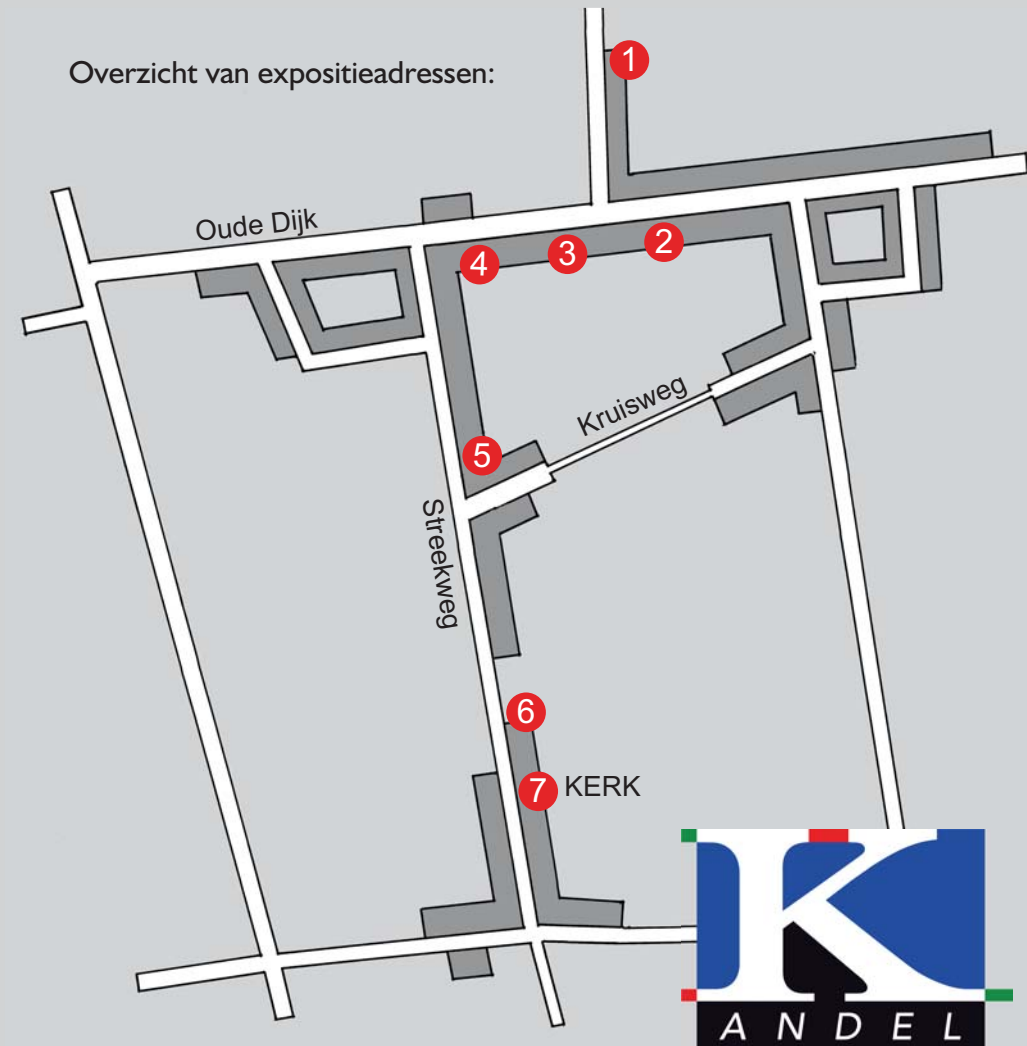 Overzicht van expositieadressen:
1
Oude Dijk
2
3
4
Kruisweg
5
Streekweg
6
7 KERK
K
ANDEL